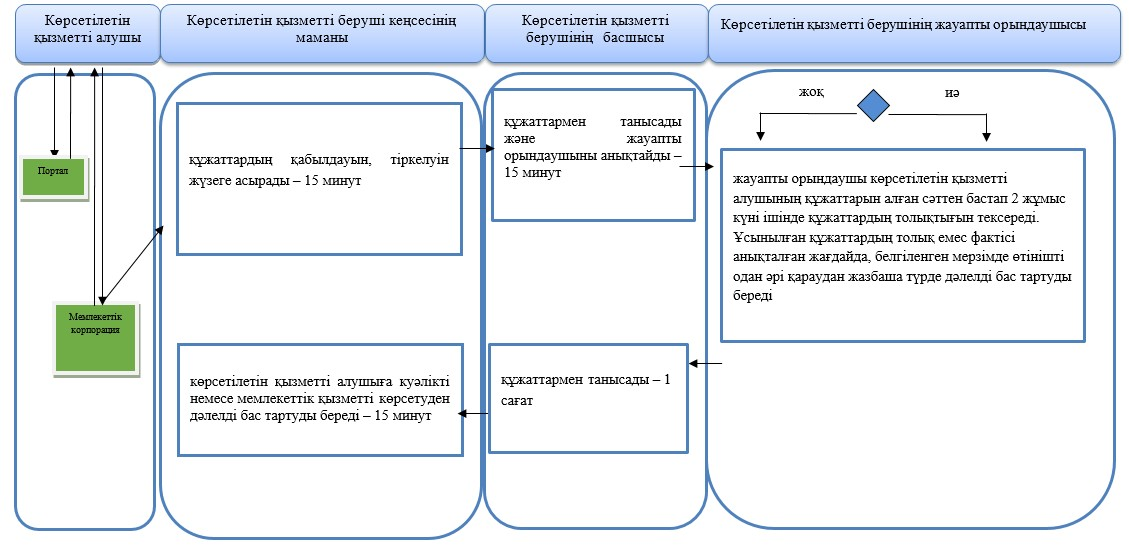 Көрсетілетін
қызметті алушы
Көрсетілетін қызметті беруші кеңсесінің
маманы
Көрсетілетін қызметті
берушінің басшысы
Көрсетілетін қызметті берушінің жауапты орындаушысы
жоқ
иә
Портал
құжаттардың қабылдауын, тіркелуін
жүзеге асырады – 15 минут
құжаттармен танысады
және жауапты
орындаушыны анықтайды –
15 минут
жауапты орындаушы көрсетілетін қызметті
алушының құжаттарын алған сәттен бастап 2 жұмыс
күні ішінде құжаттардың толықтығын тексереді.
Ұсынылған құжаттардың толық емес фактісі
анықталған жағдайда, белгіленген мерзімде өтінішті
одан әрі қараудан жазбаша түрде дәлелді бас тартуды
береді
Мемлекеттік
корпорация
көрсетілетін қызметті алушыға куәлікті
немесе мемлекеттік қызметті көрсетуден
дәлелді бас тартуды береді – 15 минут
құжаттармен танысады – 1
сағат